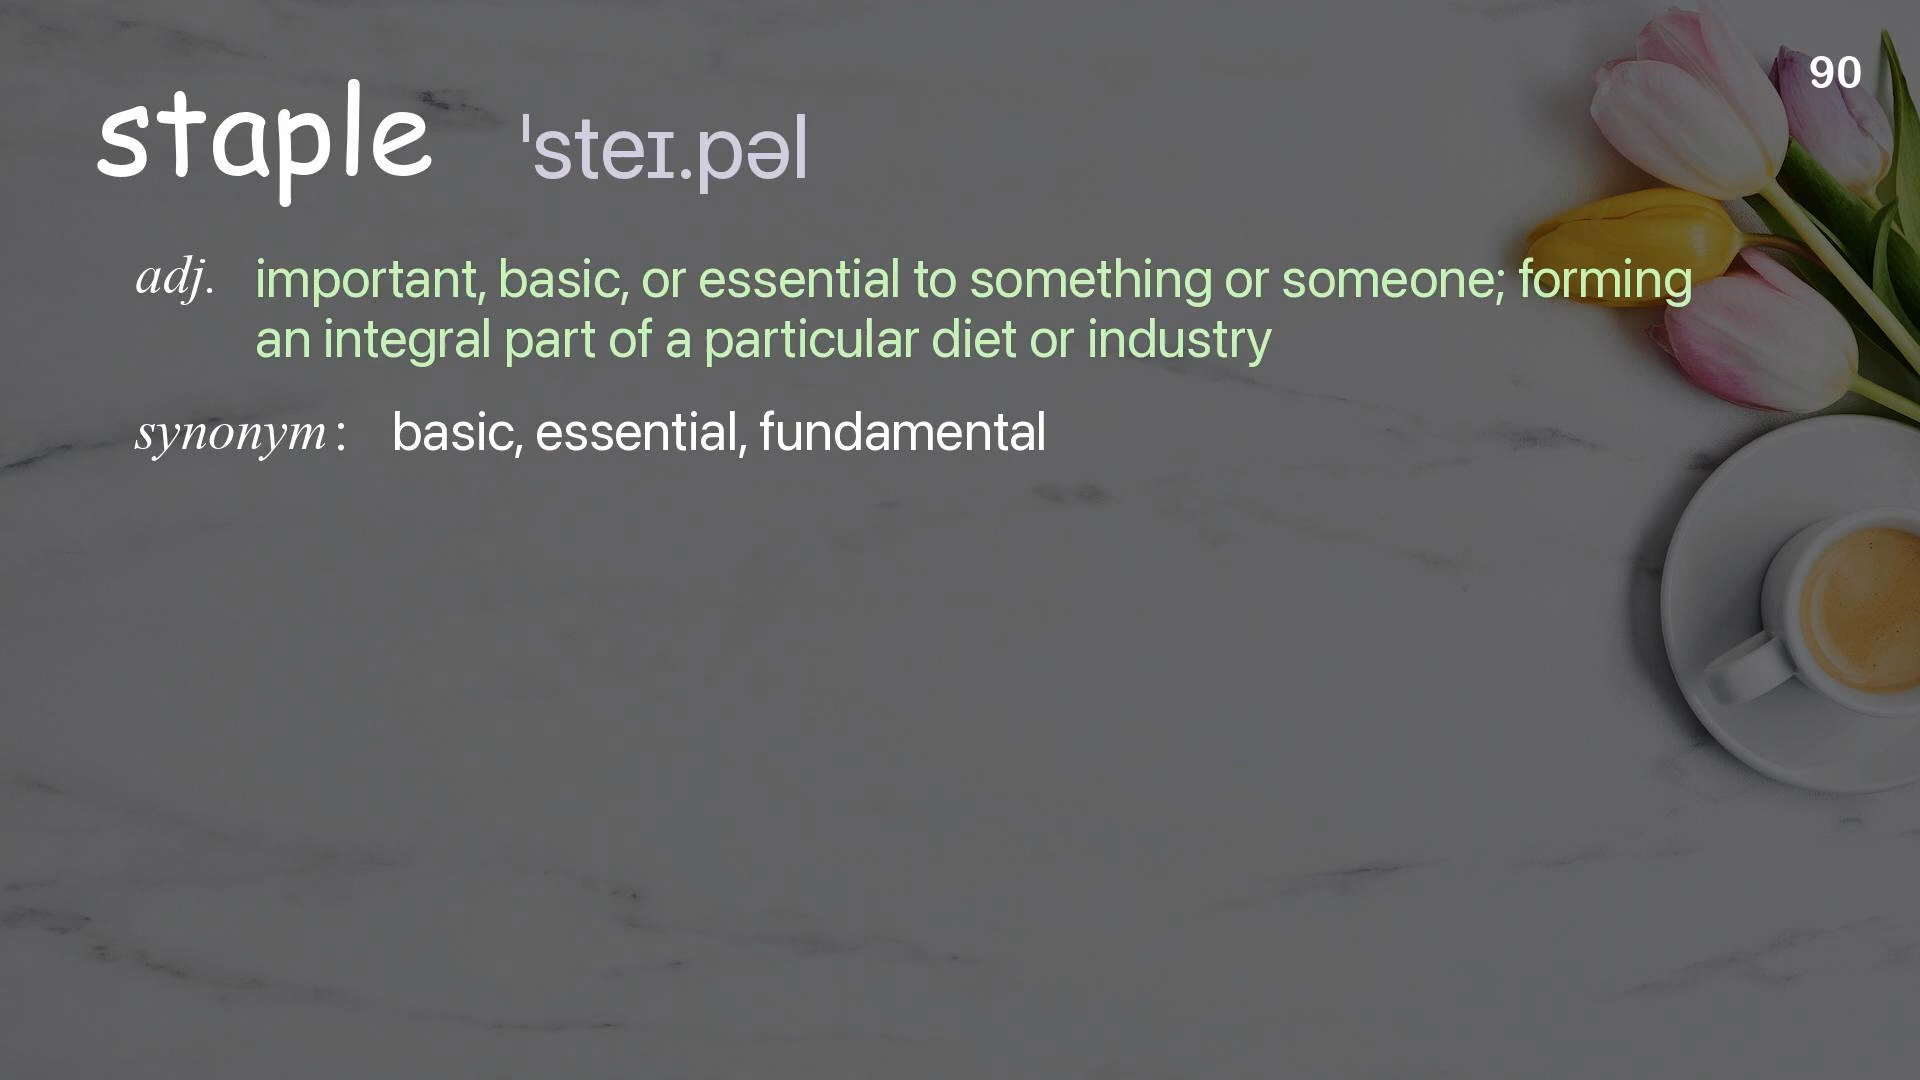 90
staple ˈsteɪ.pəl
adj. important, basic, or essential to something or someone; forming
an integral part of a particular diet or industry
synonym : basic, essential, fundamental